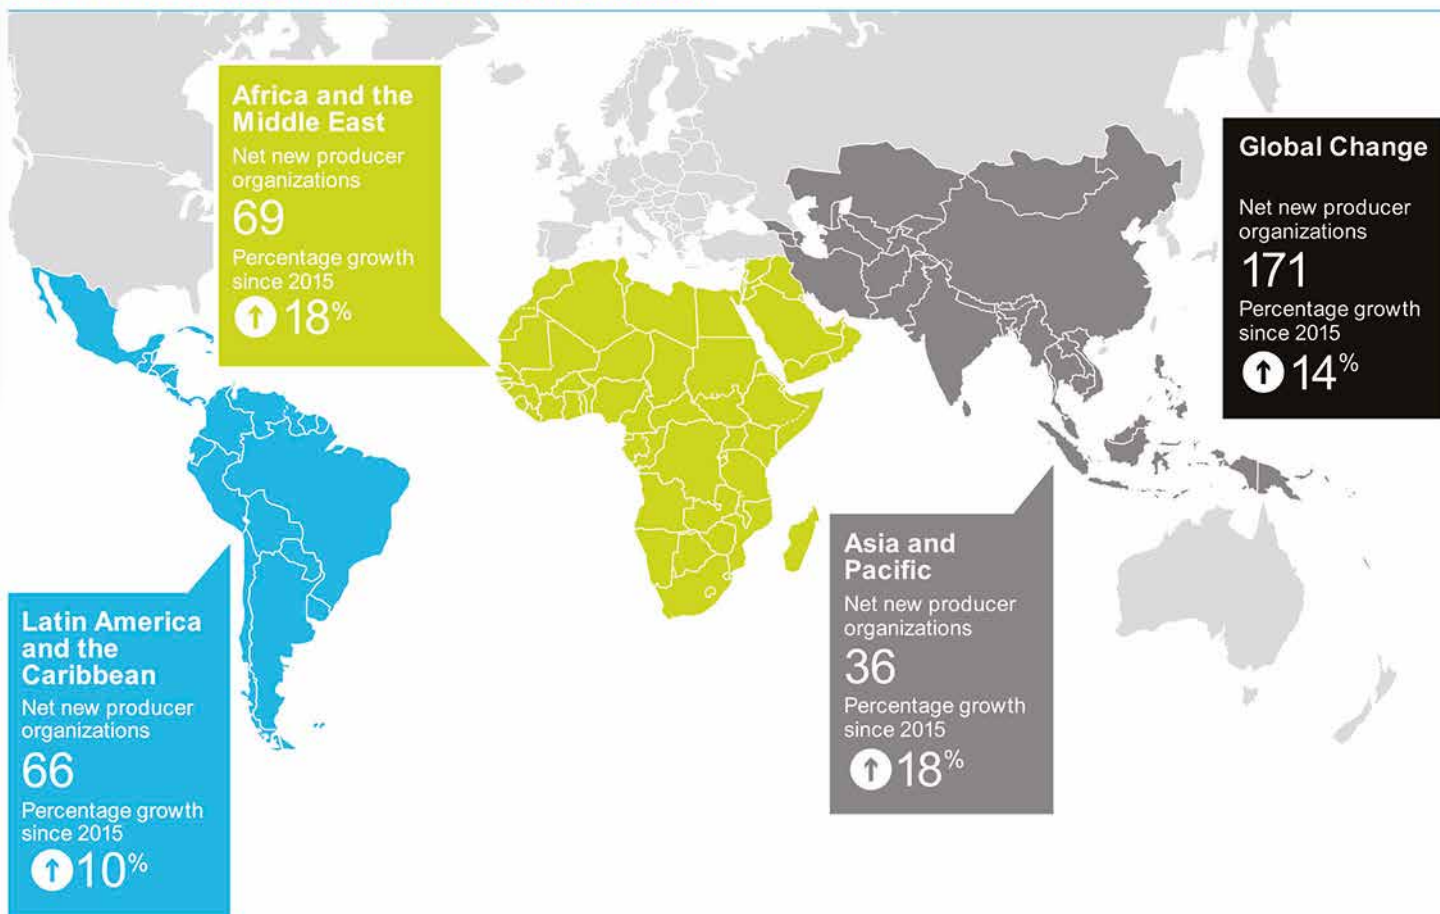 Africa and the
Middle East
Net new producer
organizations
69
Percentage growth
since 2015
18%
Global Change
Net new producer
organizations
171
Percentage growth
since 2015
14%
Asia and
Pacific
Net new producer
organizations
36
Percentage growth
since 2015
18%
Latin America
and the
Caribbean
Net new producer
organizations
66
Percentage growth
since 2015
10%